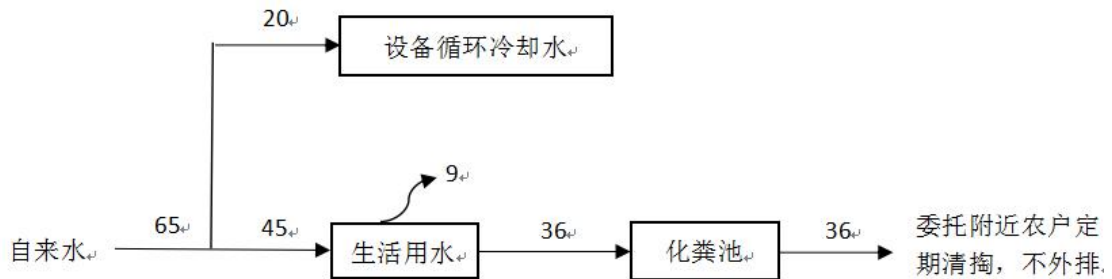 20
设备循环冷却水
9
自来水
65
45
生活用水
36
化粪池
36
委托附近农户定
期清掏，不外排